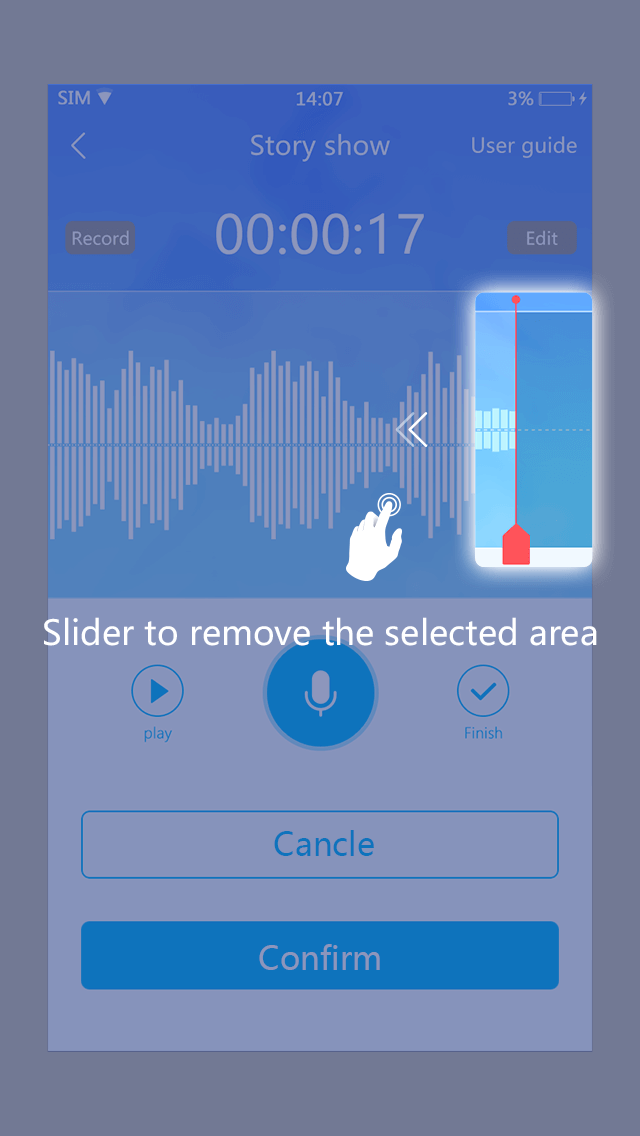 SIM 14:07 3%
Story show User guide
Record 00:00:17 Edit
Slider to remove the selected area
play Finish
Cancle
Confirm